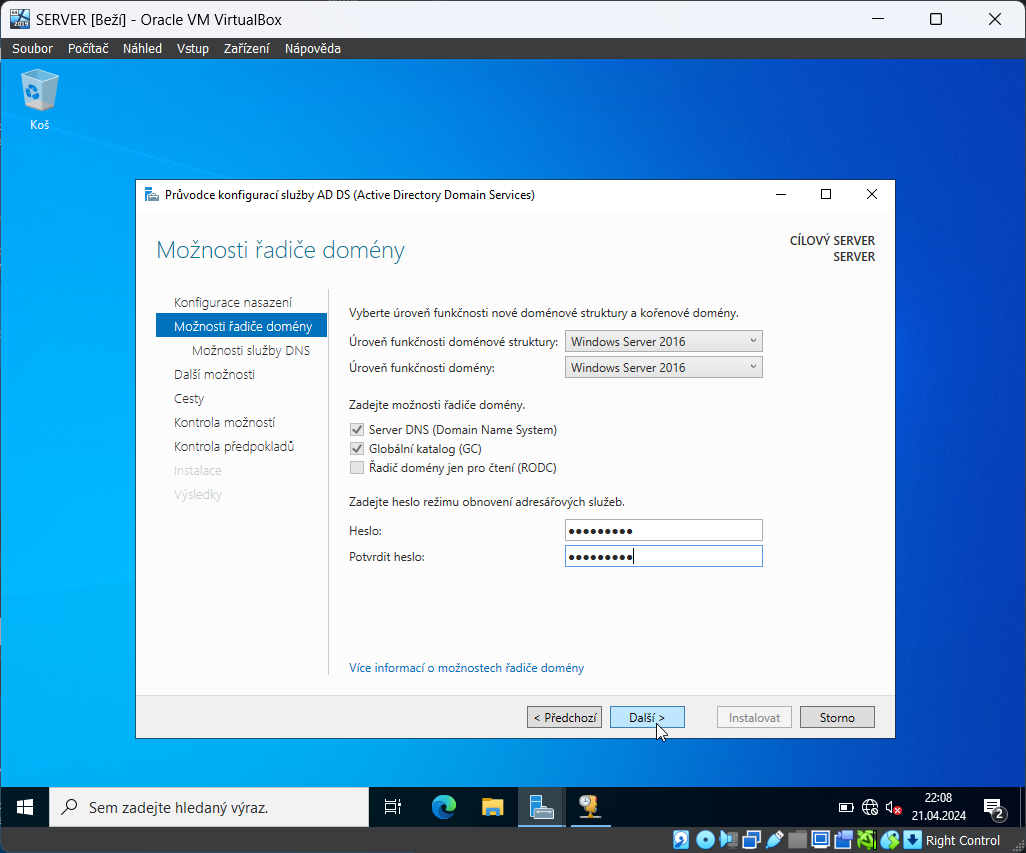 SERVER [Beží] - Oracle VM VirtualBox
Soubor Počítač Náhled Vstup Zařízení Nápověda
Koš
Průvodce konfigurací služby AD DS (Active Directory Domain Services)
Možnosti řadiče domény
CÍLOVÝ SERVER
SERVER
Konfigurace nasazení
Možnosti řadiče domény
Možnosti služby DNS
Další možnosti
Cesty
Kontrola možností
Kontrola předpokladů
Instalace
Výsledky
Vyberte úroveň funkčnosti nové doménové struktury a kořenové domény.
Úroveň funkčnosti doménové struktury: Windows Server 2016
Úroveň funkčnosti domény: Windows Server 2016
Zadejte možnosti řadiče domény.
Server DNS (Domain Name System)
Globální katalog (GC)
Řadič domény jen pro čtení (RODC)
Zadejte heslo režimu obnovení adresářových služeb.
Heslo: ●●●●●●●●●
Potvrdit heslo: ●●●●●●●●●
Více informací o možnostech řadiče domény
< Předchozí Další > Instalovat Storno
Sem zadejte hledaný výraz.
22:08
21.04.2024
2
Right Control